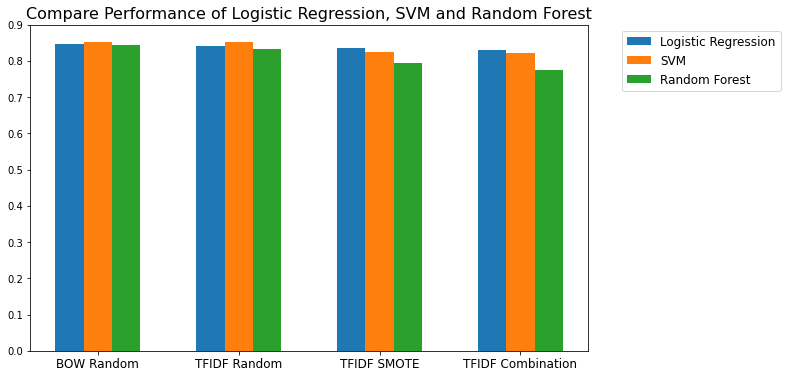 Compare Performance of Logistic Regression, SVM and Random Forest
0.9
0.8
0.7
0.6
0.5
0.4
0.3
0.2
0.1
0.0
BOW Random
TFIDF Random
TFIDF SMOTE
TFIDF Combination
Logistic Regression
SVM
Random Forest